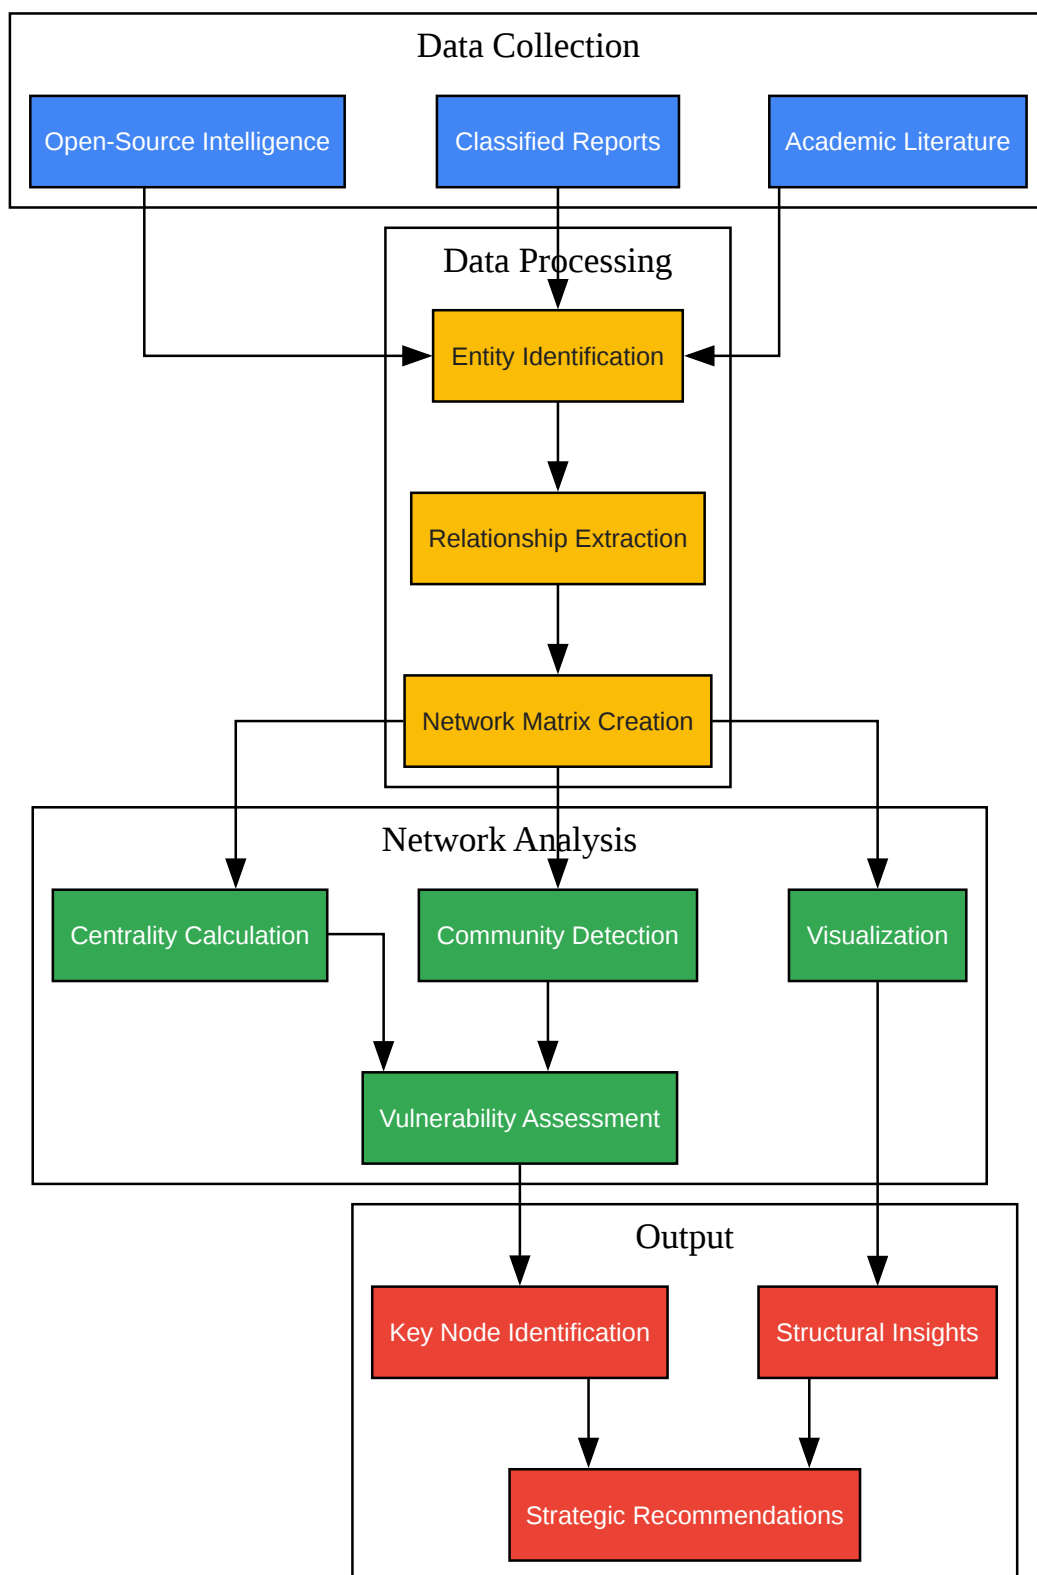 Data Collection
Open-Source Intelligence
Classified Reports
Academic Literature
Data Processing
Entity Identification
Relationship Extraction
Network Matrix Creation
Network Analysis
Centrality Calculation
Community Detection
Visualization
Vulnerability Assessment
Output
Key Node Identification
Structural Insights
Strategic Recommendations